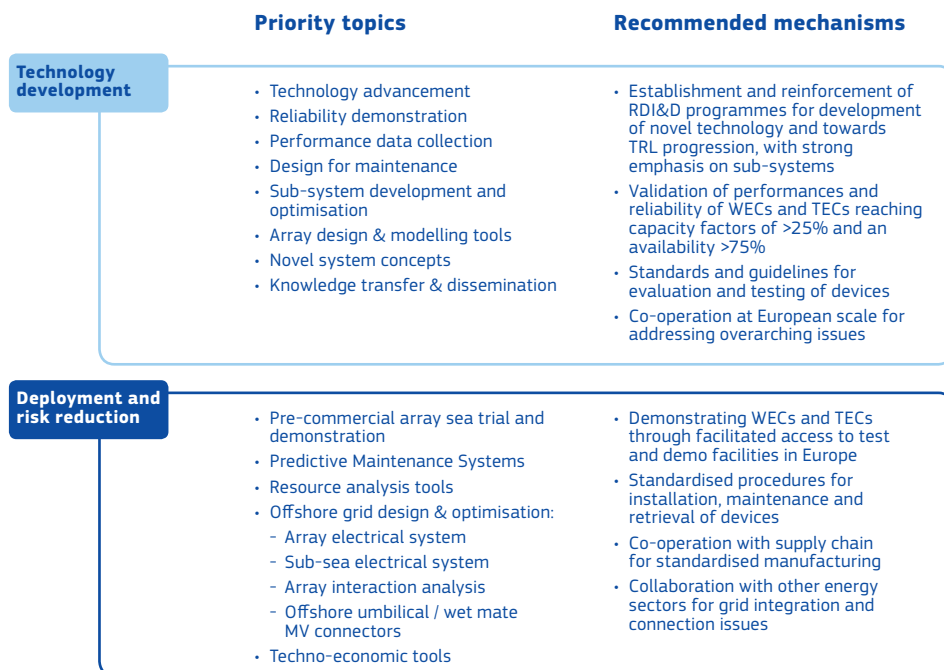 Priority topics
Recommended mechanisms
Technology
development
• Technology advancement
• Reliability demonstration
• Performance data collection
• Design for maintenance
• Sub-system development and
optimisation
• Array design & modelling tools
• Novel system concepts
• Knowledge transfer & dissemination
• Establishment and reinforcement of
RDI&D programmes for development
of novel technology and towards
TRL progression, with strong
emphasis on sub-systems
• Validation of performances and
reliability of WECs and TECs reaching
capacity factors of >25% and an
availability >75%
• Standards and guidelines for
evaluation and testing of devices
• Co-operation at European scale for
addressing overarching issues
Deployment and
risk reduction
• Pre-commercial array sea trial and
demonstration
• Predictive Maintenance Systems
• Resource analysis tools
• Offshore grid design & optimisation:
- Array electrical system
- Sub-sea electrical system
- Array interaction analysis
- Offshore umbilical / wet mate
MV connectors
• Techno-economic tools
• Demonstrating WECs and TECs
through facilitated access to test
and demo facilities in Europe
• Standardised procedures for
installation, maintenance and
retrieval of devices
• Co-operation with supply chain
for standardised manufacturing
• Collaboration with other energy
sectors for grid integration and
connection issues